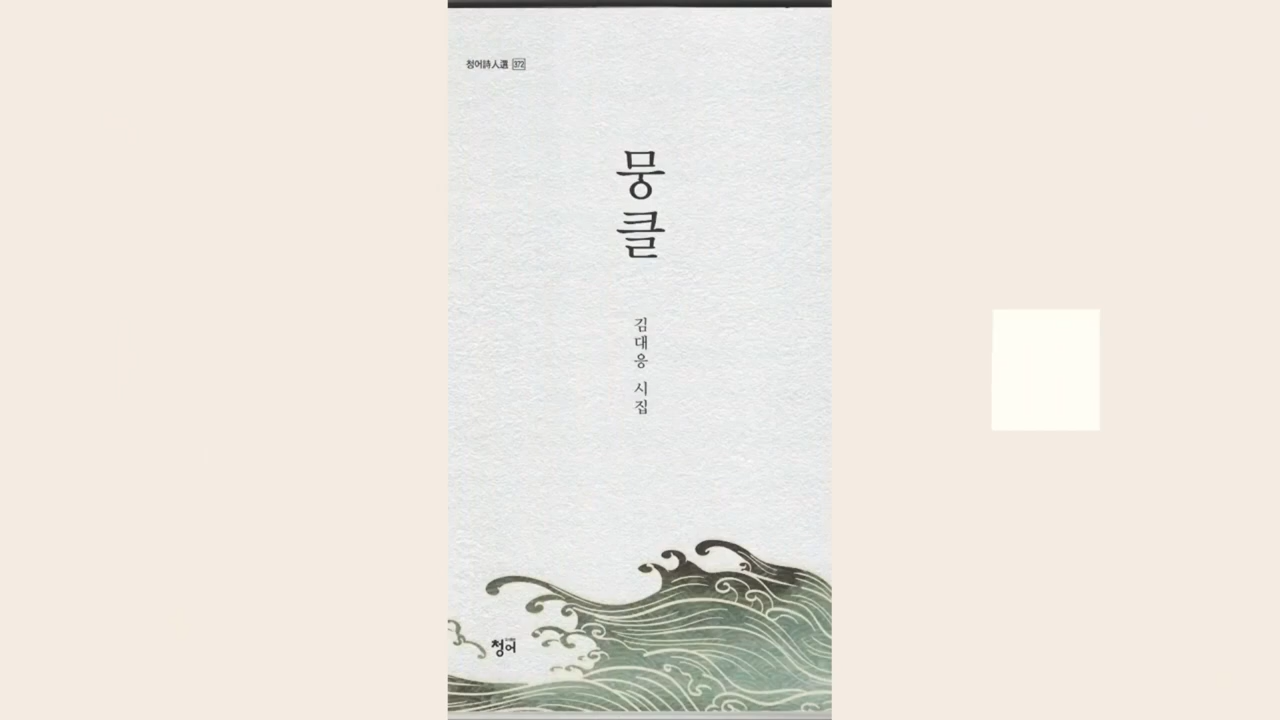 청어詩人選 372
뭉클
김대웅 시집
청어